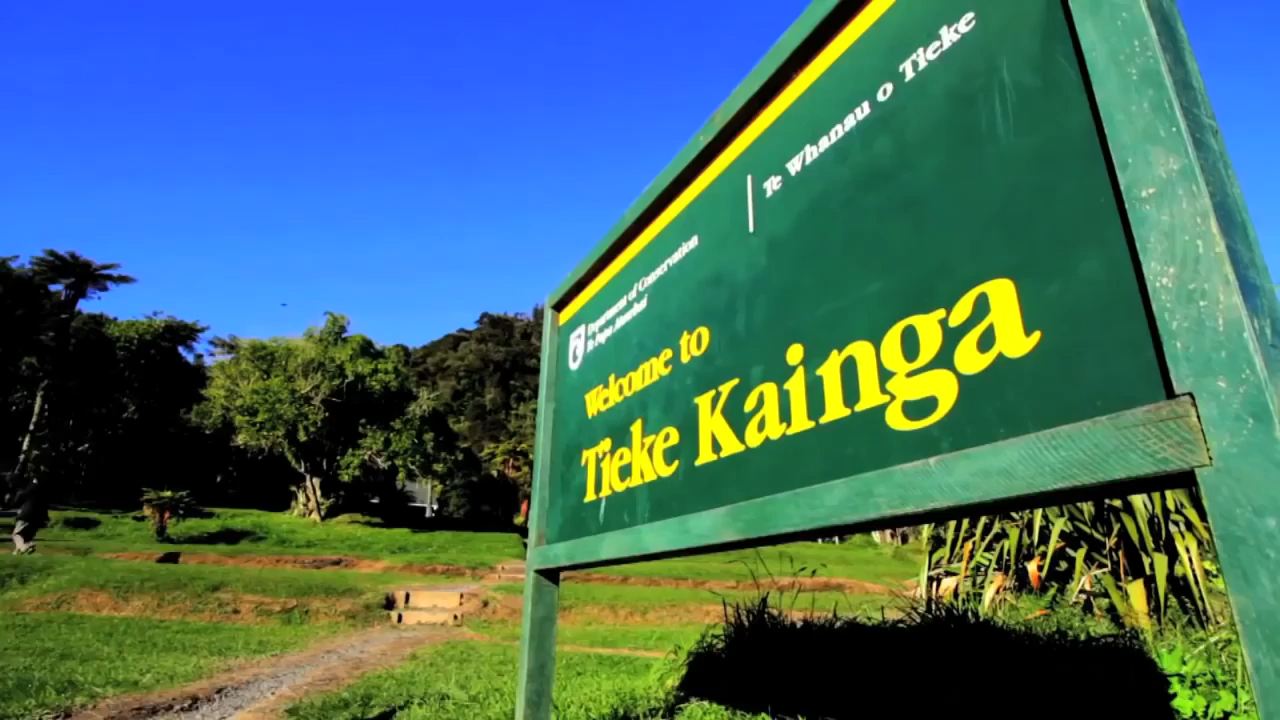 Department of Conservation
Te Papa Atawhai
Te Whanau o Tieke
Welcome to
Tieke Kainga